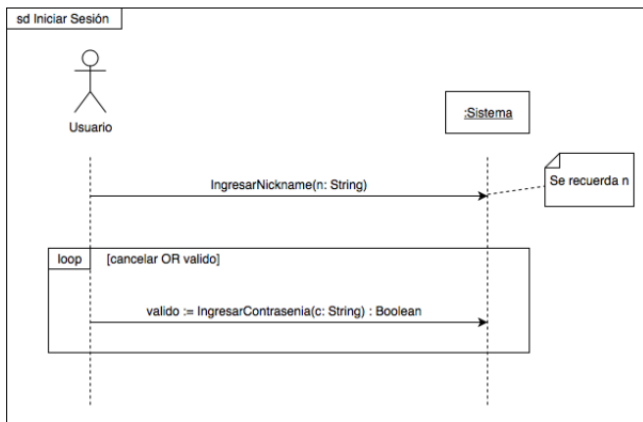 sd Iniciar Sesión
Usuario
:Sistema
IngresarNickname(n: String)
Se recuerda n
loop
[cancelar OR valido]
valido := IngresarContrasenia(c: String) : Boolean